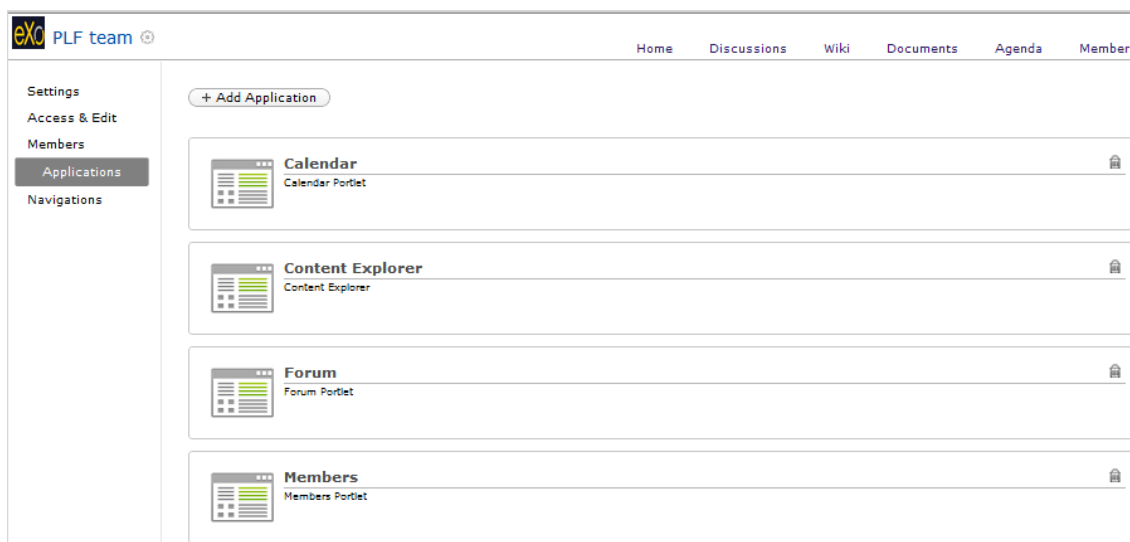 eXo PLF team
Home Discussions Wiki Documents Agenda Member
Settings
Access & Edit
Members
Applications
Navigations
+ Add Application
Calendar
Calendar Portlet
Content Explorer
Content Explorer
Forum
Forum Portlet
Members
Members Portlet